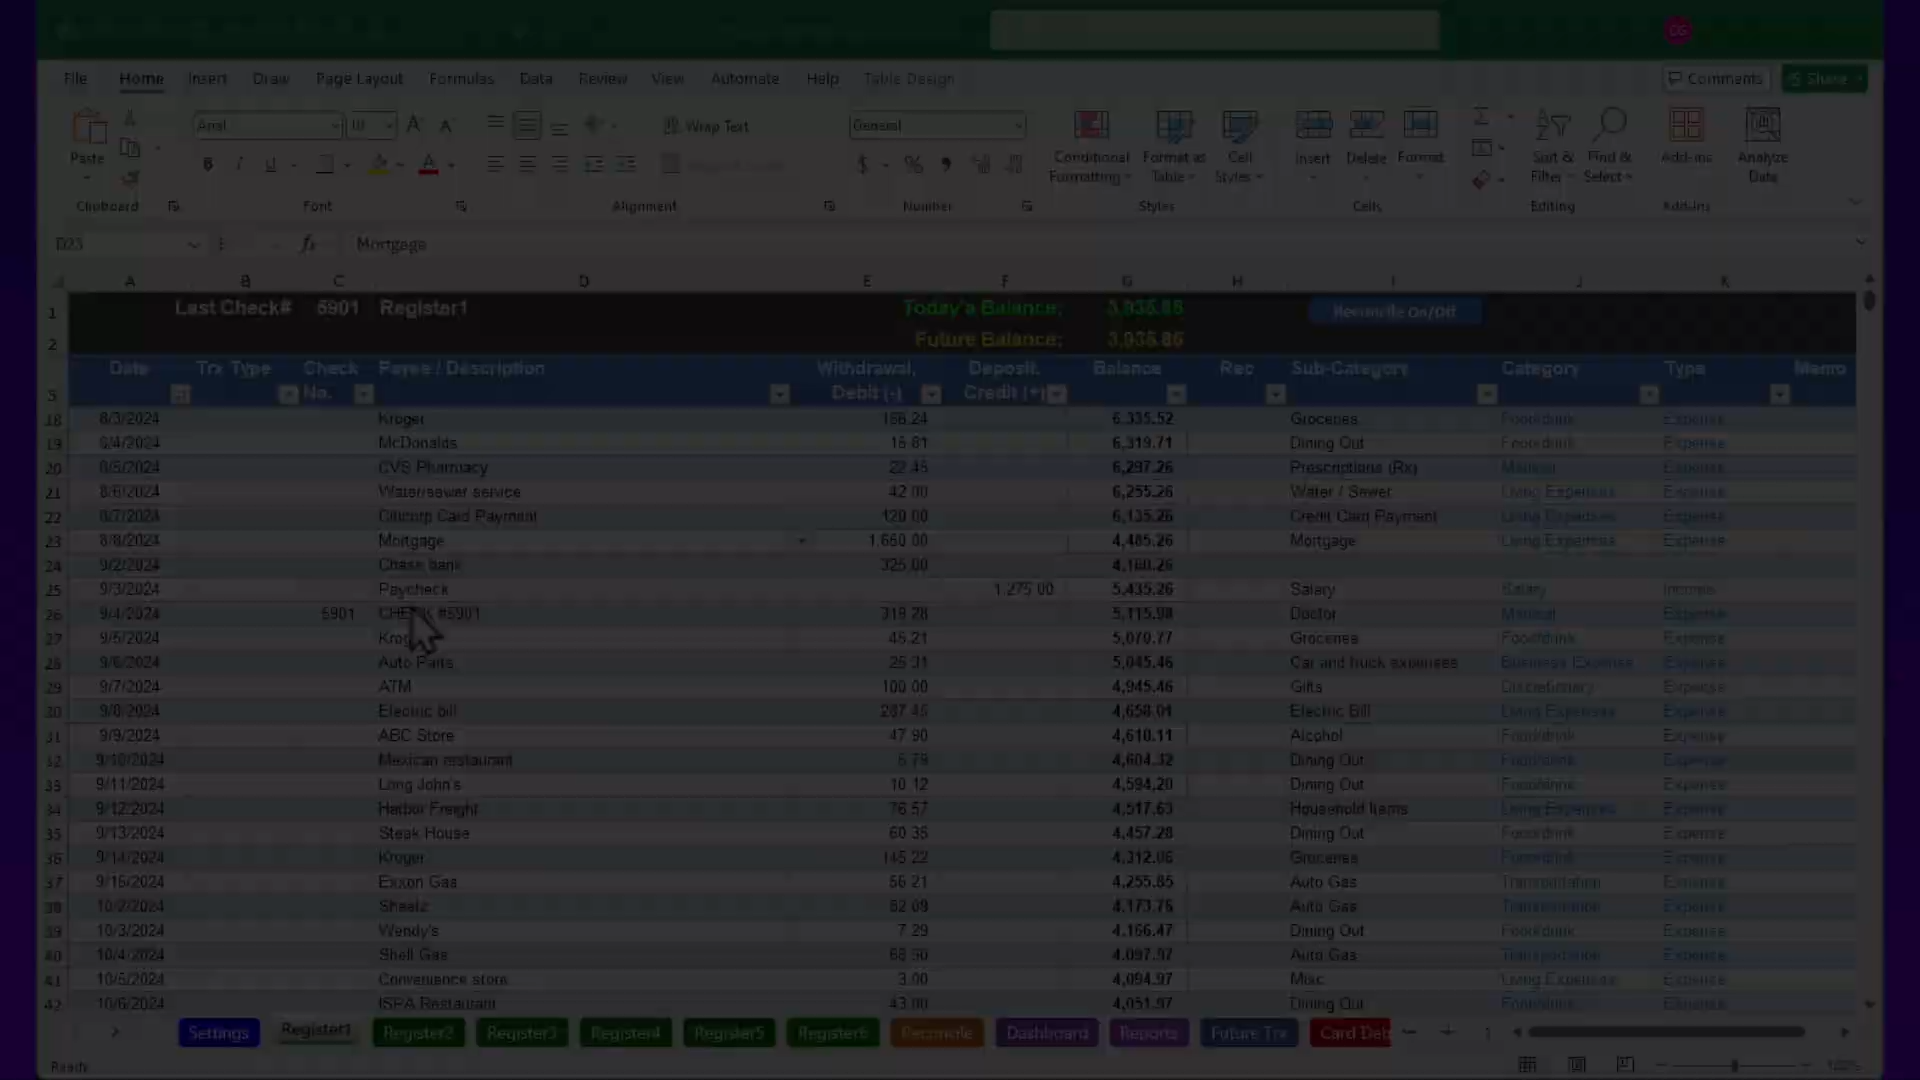 DG
File Home Insert Draw Page Layout Formulas Data Review View Automate Help Table Design Comments Share
Arial 10 Wrap Text General
Paste Conditional Formatting Format as Table Cell Styles Insert Delete Format Sort & Filter Find & Select Add-ins Analyze Data
Clipboard Font Alignment Number Styles Cells Editing Add-ins
D23 fx Mortgage
A B C D E F G H I J K
1 Last Check# 5901 Register1 Today's Balance: 3,935.85 Reconcile On/Off
2 Future Balance: 3,935.85
Date Trx Type Check Payee / Description Withdrawal, Deposit, Balance Rec Sub-Category Category Type Memo
5 No. Debit (-) Credit (+)
18 8/3/2024 Kroger 156.24 6,335.52 Groceries Food/drink Expense
19 8/4/2024 McDonalds 15.81 6,319.71 Dining Out Food/drink Expense
20 8/5/2024 CVS Pharmacy 22.45 6,297.26 Prescriptions (Rx) Medical Expense
21 8/6/2024 Water/sewer service 42.00 6,255.26 Water / Sewer Living Expenses Expense
22 8/7/2024 Citicorp Card Payment 120.00 6,135.26 Credit Card Payment Living Expenses Expense
23 8/8/2024 Mortgage 1,650.00 4,485.26 Mortgage Living Expenses Expense
24 9/2/2024 Chase bank 325.00 4,160.26
25 9/3/2024 Paycheck 1,275.00 5,435.26 Salary Salary Income
26 9/4/2024 5901 CHECK #5901 319.28 5,115.98 Doctor Medical Expense
27 9/5/2024 45.21 5,070.77 Groceries Food/drink Expense
28 9/6/2024 Auto Parts 25.31 5,045.46 Car and truck expenses Business Expense Expense
29 9/7/2024 ATM 100.00 4,945.46 Gifts Discretionary Expense
30 9/8/2024 Electric bill 287.45 4,658.01 Electric Bill Living Expenses Expense
31 9/9/2024 ABC Store 47.90 4,610.11 Alcohol Food/drink Expense
32 9/10/2024 Mexican restaurant 5.79 4,604.32 Dining Out Food/drink Expense
33 9/11/2024 Long John's 10.12 4,594.20 Dining Out Food/drink Expense
34 9/12/2024 Harbor Freight 76.57 4,517.63 Household Items Living Expenses Expense
35 9/13/2024 Steak House 60.35 4,457.28 Dining Out Food/drink Expense
36 9/14/2024 Kroger 145.22 4,312.06 Groceries Food/drink Expense
37 9/15/2024 Exxon Gas 56.21 4,255.85 Auto Gas Transportation Expense
38 10/2/2024 Sheetz 82.09 4,173.76 Auto Gas Transportation Expense
39 10/3/2024 Wendy's 7.29 4,166.47 Dining Out Food/drink Expense
40 10/4/2024 Shell Gas 68.50 4,097.97 Auto Gas Transportation Expense
41 10/5/2024 Convenience store 3.00 4,094.97 Misc Living Expenses Expense
42 10/6/2024 Restaurant 43.00 4,051.97 Dining Out Food/drink Expense
Settings Register1 Register2 Register3 Register4 Register5 Register6 Reconcile Dashboard Reports Future Trx Card Deb
Ready 100%